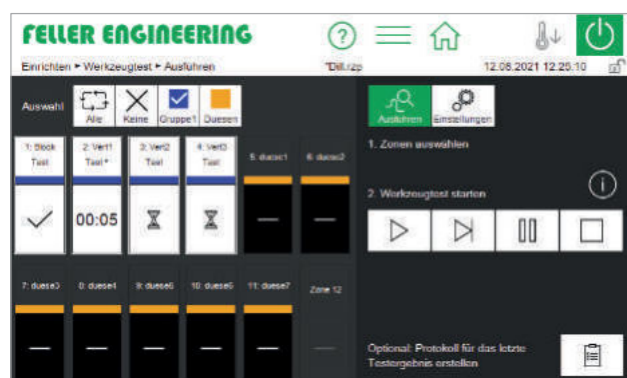 FELLER ENGINEERING
Einrichten ▸ Werkzeugtest ▸ Ausführen
12.08.2021 12:25:10
Auswahl
Alle
Keine
Gruppe1
Duesen
Ausführen
Einstellungen
1: Block
Test
2: Vert1
Test*
3: Vert2
Test
4: Vert3
Test
5: duese1
6: duese2
00:05
1. Zonen auswählen
2. Werkzeugtest starten
7: duese3
8: duese4
9: duese5
10: duese6
11: duese7
Zone 12
Optional: Protokoll für das letzte
Testergebnis erstellen